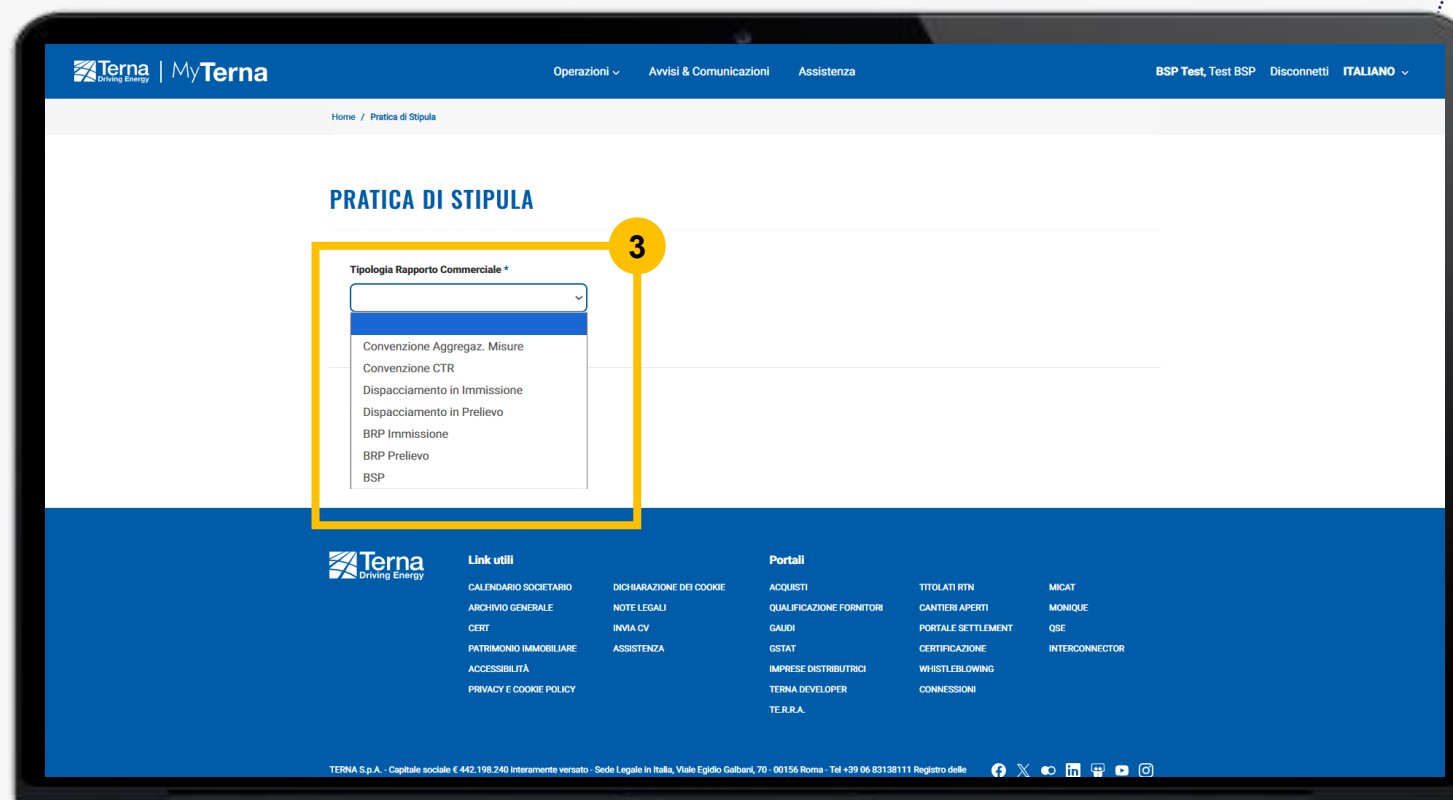 Terna Driving Energy | MyTerna
Operazioni Avvisi & Comunicazioni Assistenza
BSP Test, Test BSP Disconnetti ITALIANO
Home / Pratica di Stipula
PRATICA DI STIPULA
3
Tipologia Rapporto Commerciale *
Convenzione Aggregaz. Misure
Convenzione CTR
Dispacciamento in Immissione
Dispacciamento in Prelievo
BRP Immissione
BRP Prelievo
BSP
Terna
Driving Energy
Link utili
CALENDARIO SOCIETARIO
ARCHIVIO GENERALE
CERT
PATRIMONIO IMMOBILIARE
ACCESSIBILITÀ
PRIVACY E COOKIE POLICY
DICHIARAZIONE DEI COOKIE
NOTE LEGALI
INVIA CV
ASSISTENZA
Portali
ACQUISTI
QUALIFICAZIONE FORNITORI
GAUDI
GSTAT
IMPRESE DISTRIBUTRICI
TERNA DEVELOPER
TE.R.R.A.
TITOLATI RTN
CANTIERI APERTI
PORTALE SETTLEMENT
CERTIFICAZIONE
WHISTLEBLOWING
CONNESSIONI
MICAT
MONIQUE
QSE
INTERCONNECTOR
TERNA S.p.A. - Capitale sociale € 442.198.240 interamente versato - Sede Legale in Italia, Viale Egidio Galbani, 70 - 00156 Roma - Tel +39 06 83138111 Registro delle